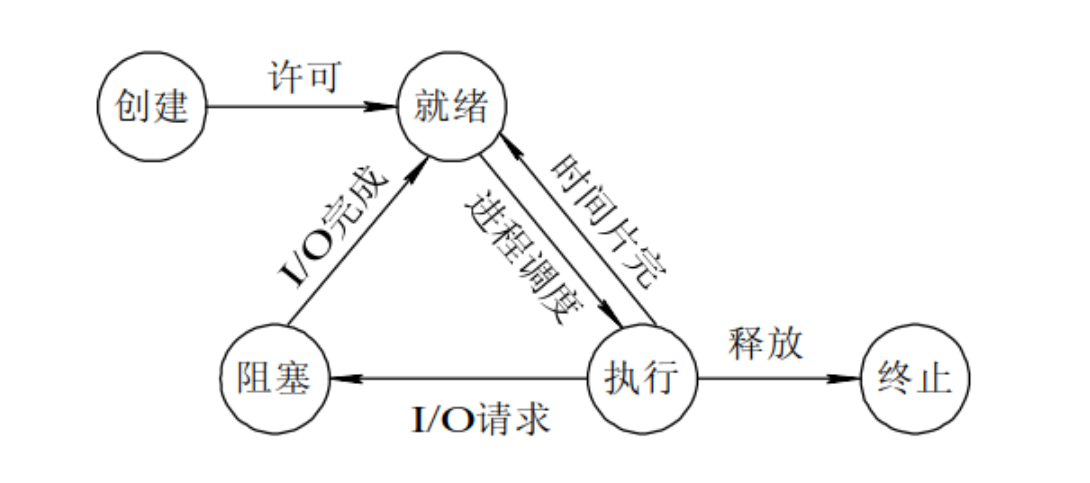 许可
创建
就绪
I/O完成
进程调度
时间片完
阻塞
执行
释放
终止
I/O请求